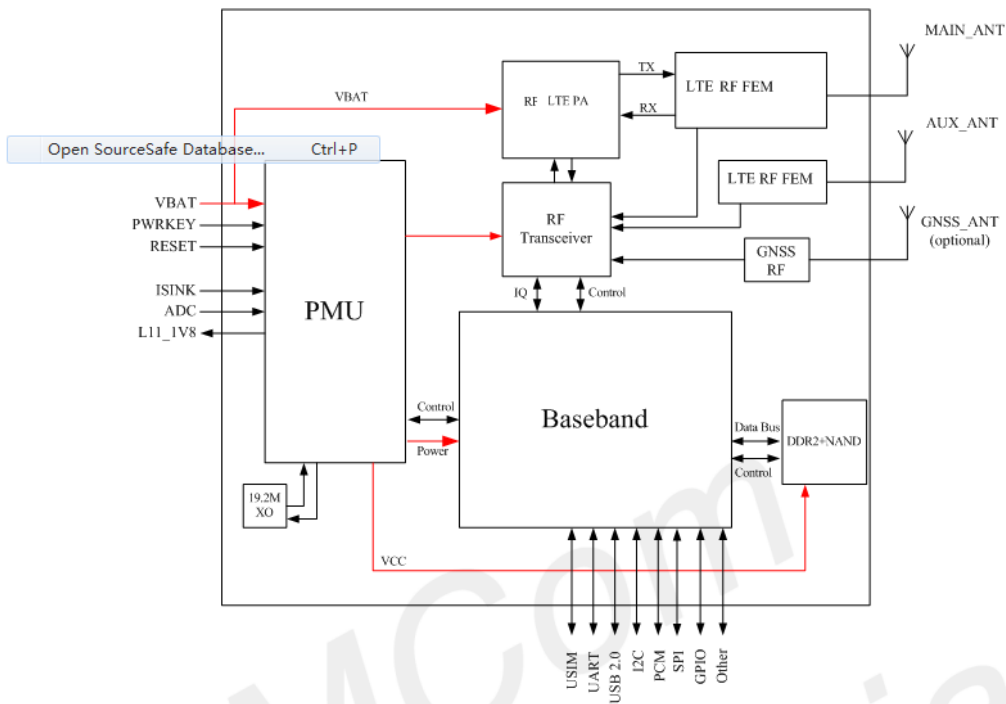 MAIN_ANT
TX
LTE RF FEM
RF LTE PA
VBAT
RX
AUX_ANT
Open SourceSafe Database... Ctrl+P
LTE RF FEM
VBAT
PWRKEY
RF
Transceiver
GNSS_ANT
(optional)
RESET
GNSS
RF
ISINK
IQ
Control
ADC
PMU
L11_1V8
Control
Baseband
Data Bus
DDR2+NAND
Power
Control
19.2M
XO
VCC
USIM
UART
USB 2.0
I2C
PCM
SPI
GPIO
Other
MCom